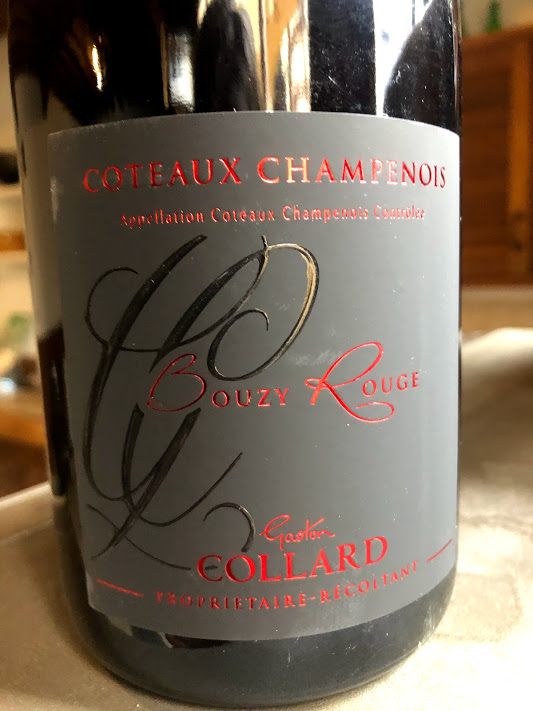 COTEAUX CHAMPENOIS
Appellation Coteaux Champenois Contrôlée
BOUZY ROUGE
Gaston
COLLARD
PROPRIÉTAIRE-RÉCOLTANT